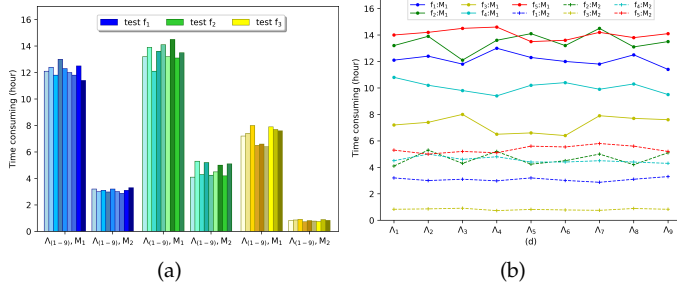 test f₁ test f₂ test f₃
Time consuming (hour)
16
14
12
10
8
6
4
2
0
Λ(1−9), M₁ Λ(1−9), M₂ Λ(1−9), M₁ Λ(1−9), M₂ Λ(1−9), M₁ Λ(1−9), M₂
(a)
f₁:M₁ f₃:M₁ f₅:M₁ f₂:M₂ f₄:M₂
f₂:M₁ f₄:M₁ f₁:M₂ f₃:M₂ f₅:M₂
Time consuming (hour)
16
14
12
10
8
6
4
2
0
Λ₁ Λ₂ Λ₃ Λ₄ Λ₅ Λ₆ Λ₇ Λ₈ Λ₉
(d)
(b)